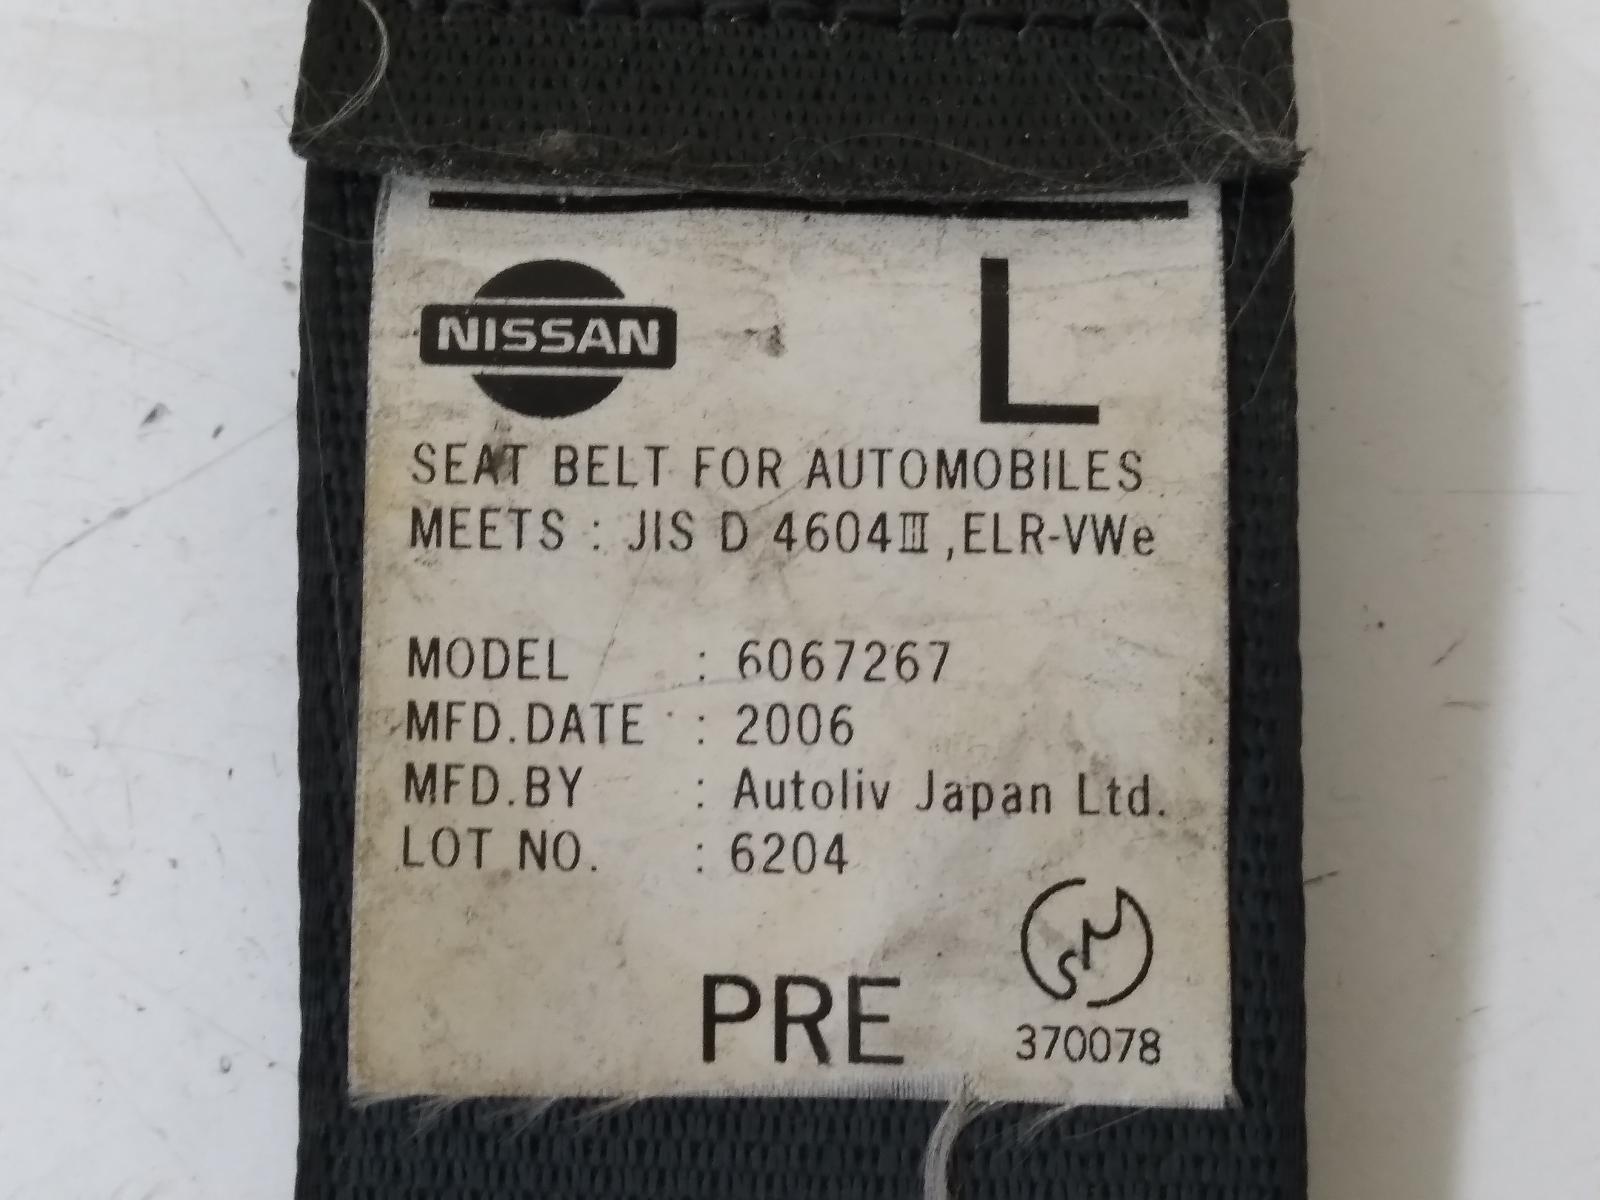 NISSAN
L
SEAT BELT FOR AUTOMOBILES
MEETS : JIS D 4604Ⅲ ,ELR-VWe
MODEL : 6067267
MFD.DATE : 2006
MFD.BY : Autoliv Japan Ltd.
LOT NO. : 6204
PRE
370078